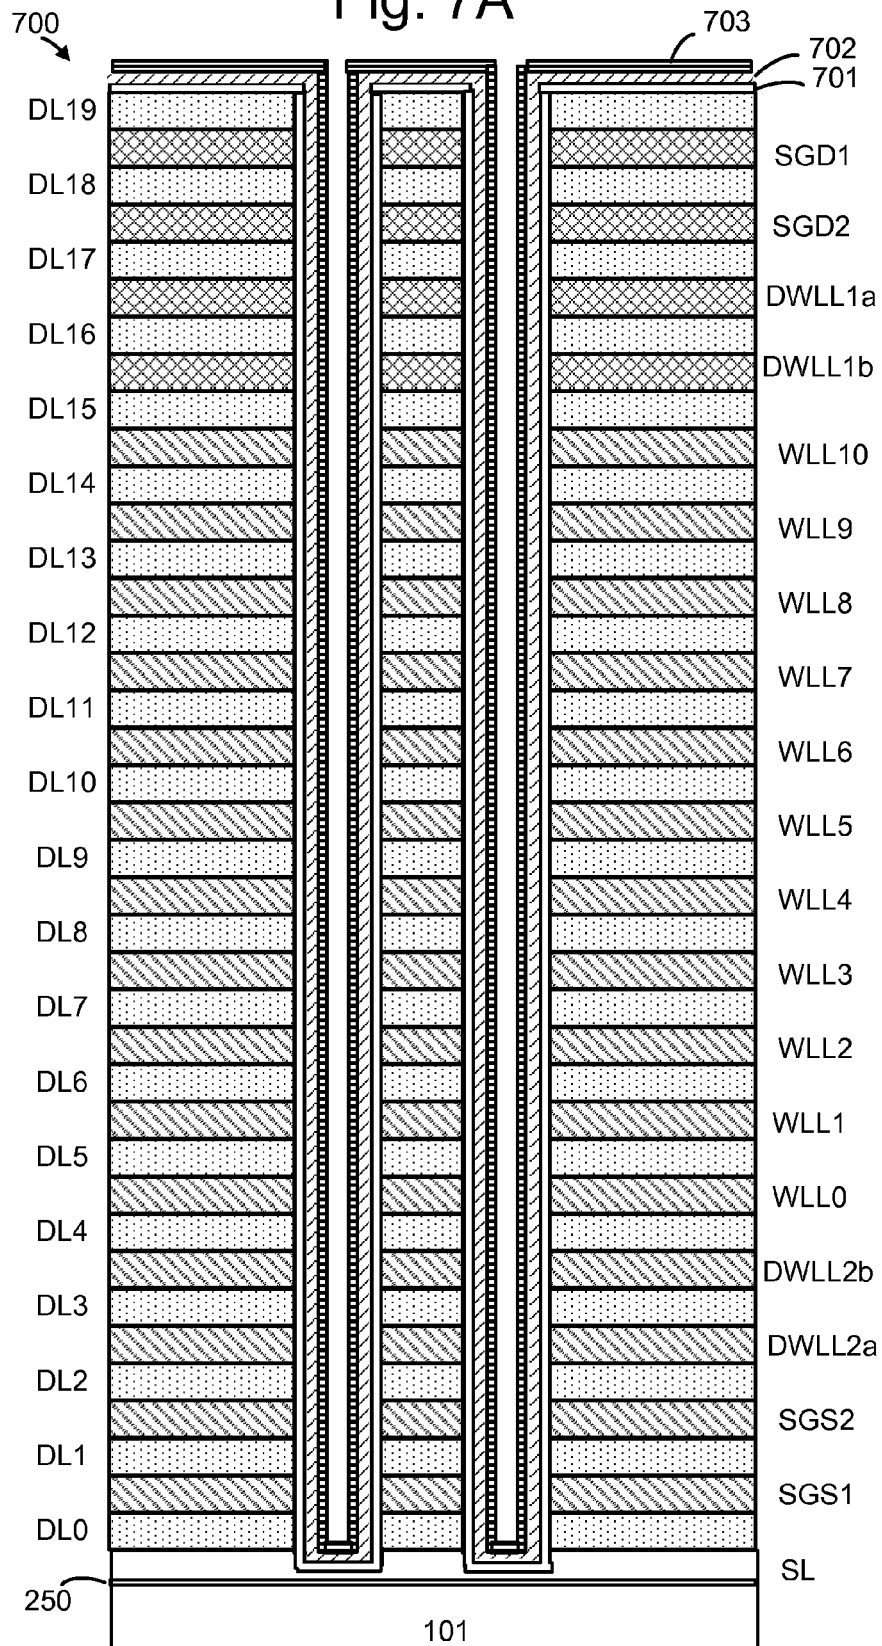 Fig. 7A
700
703
702
701
DL19
SGD1
DL18
SGD2
DL17
DWLL1a
DL16
DWLL1b
DL15
WLL10
DL14
WLL9
DL13
WLL8
DL12
WLL7
DL11
WLL6
DL10
WLL5
DL9
WLL4
DL8
WLL3
DL7
WLL2
DL6
WLL1
DL5
WLL0
DL4
DWLL2b
DL3
DWLL2a
DL2
SGS2
DL1
SGS1
DL0
SL
250
101